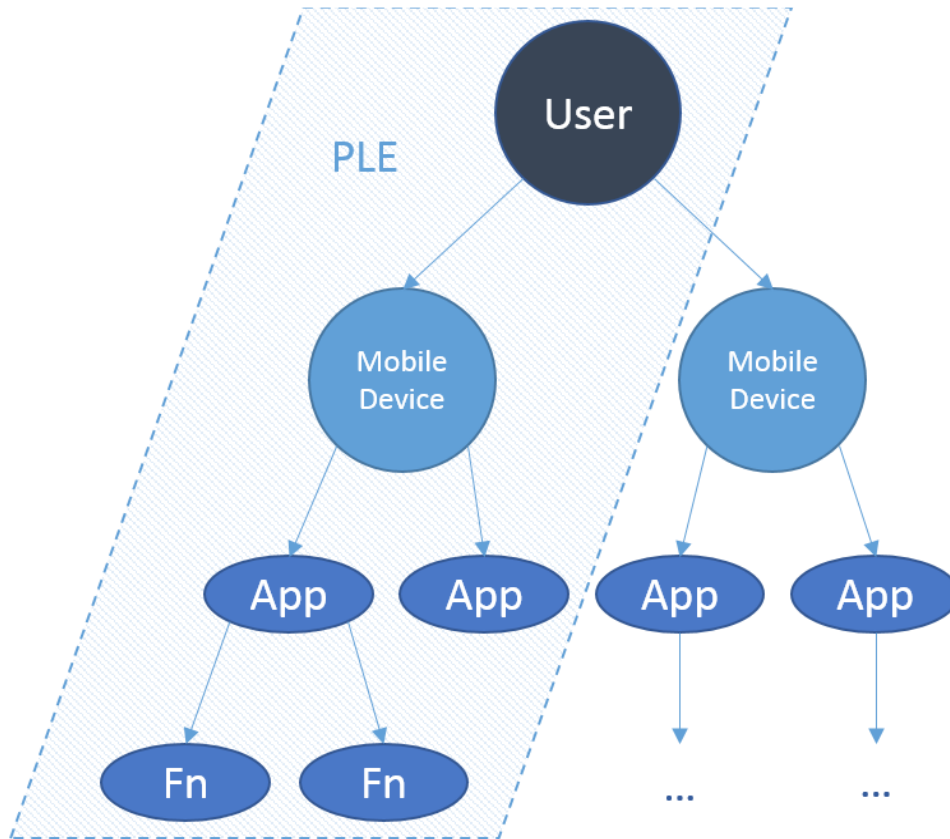 User
PLE
Mobile
Device
Mobile
Device
App
App
App
App
Fn
Fn
...
...